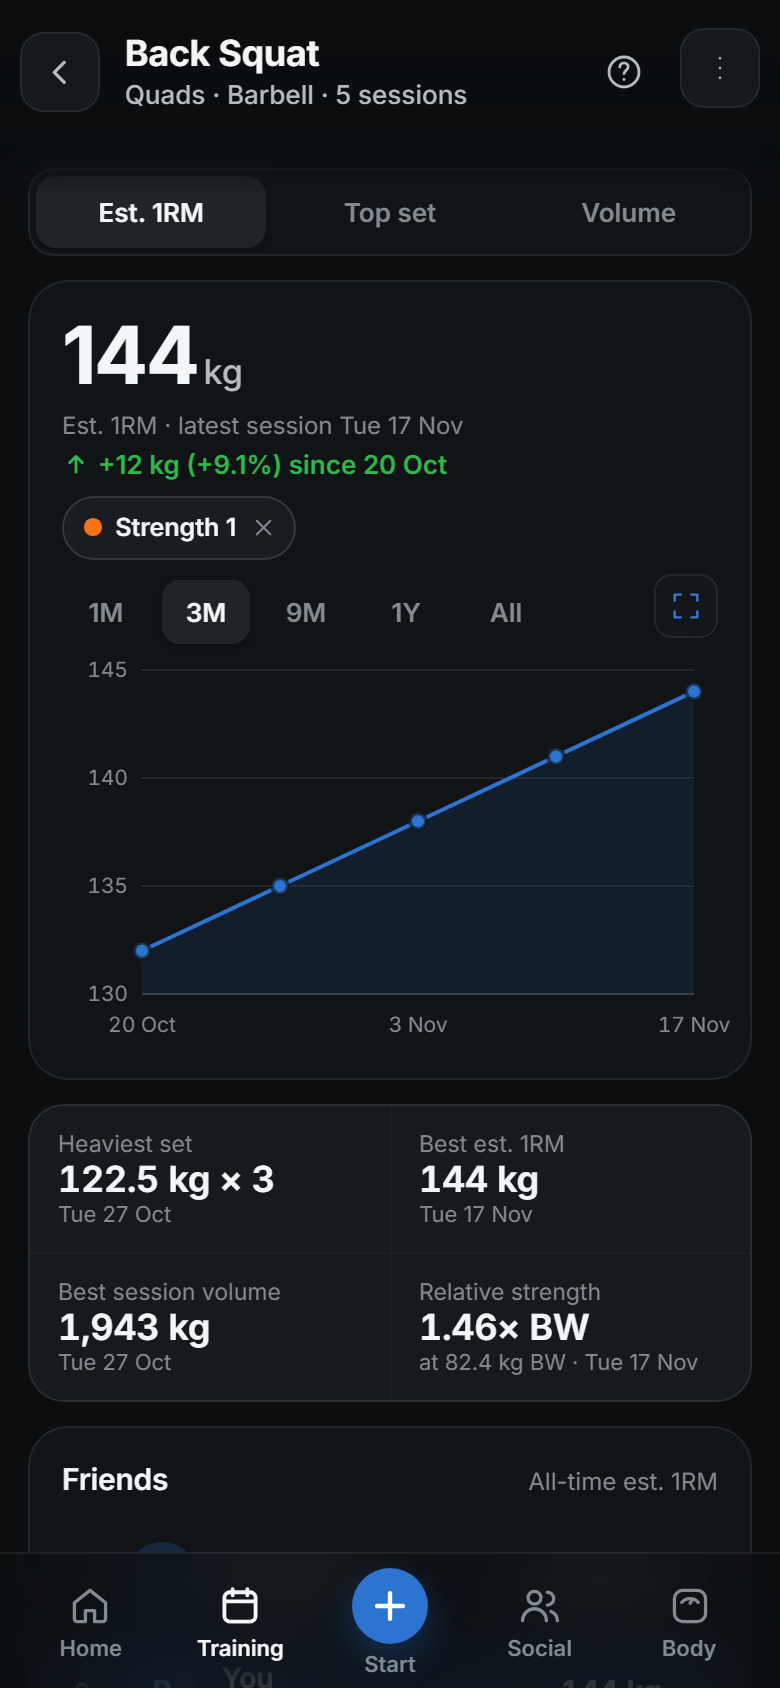 Back Squat
Quads · Barbell · 5 sessions
Est. 1RM
Top set
Volume
144 kg
Est. 1RM · latest session Tue 17 Nov
↑ +12 kg (+9.1%) since 20 Oct
Strength 1 ×
1M 3M 9M 1Y All
145
140
135
130
20 Oct 3 Nov 17 Nov
Heaviest set
122.5 kg × 3
Tue 27 Oct
Best est. 1RM
144 kg
Tue 17 Nov
Best session volume
1,943 kg
Tue 27 Oct
Relative strength
1.46× BW
at 82.4 kg BW · Tue 17 Nov
Friends
All-time est. 1RM
You
144 kg
Home
Training
Start
Social
Body